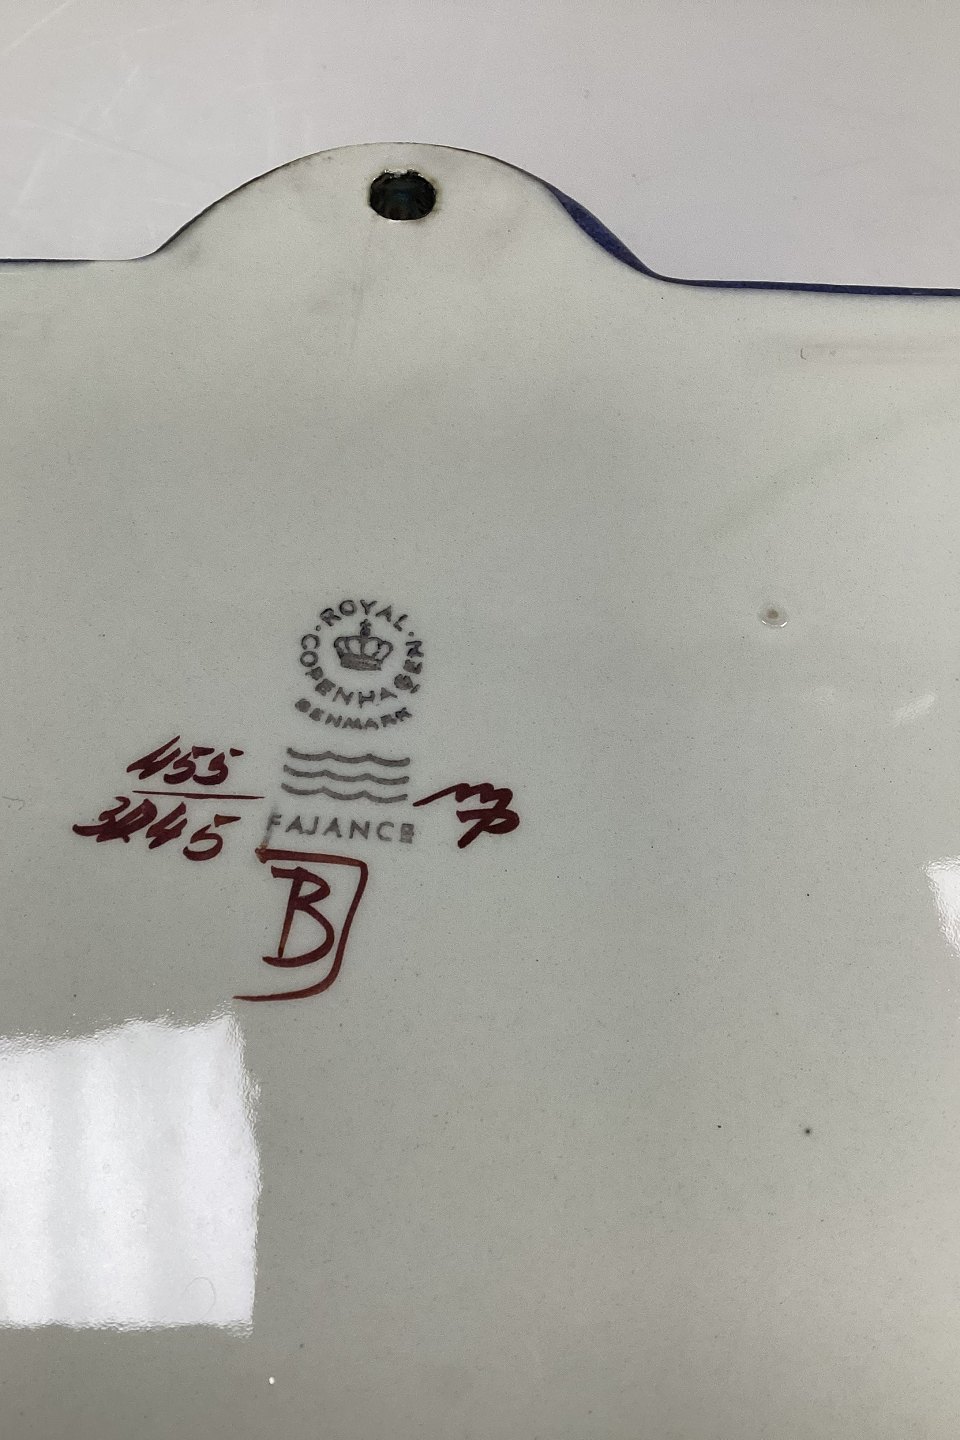 ROYAL COPENHAGEN
DENMARK
455
3245
FAJANCE
B